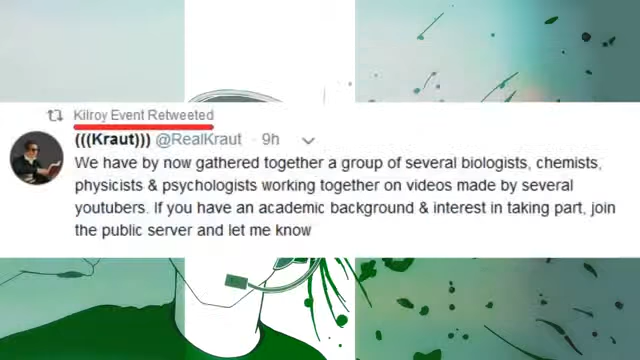 Kilroy Event Retweeted
(((Kraut))) @RealKraut · 9h
We have by now gathered together a group of several biologists, chemists,
physicists & psychologists working together on videos made by several
youtubers. If you have an academic background & interest in taking part, join
the public server and let me know